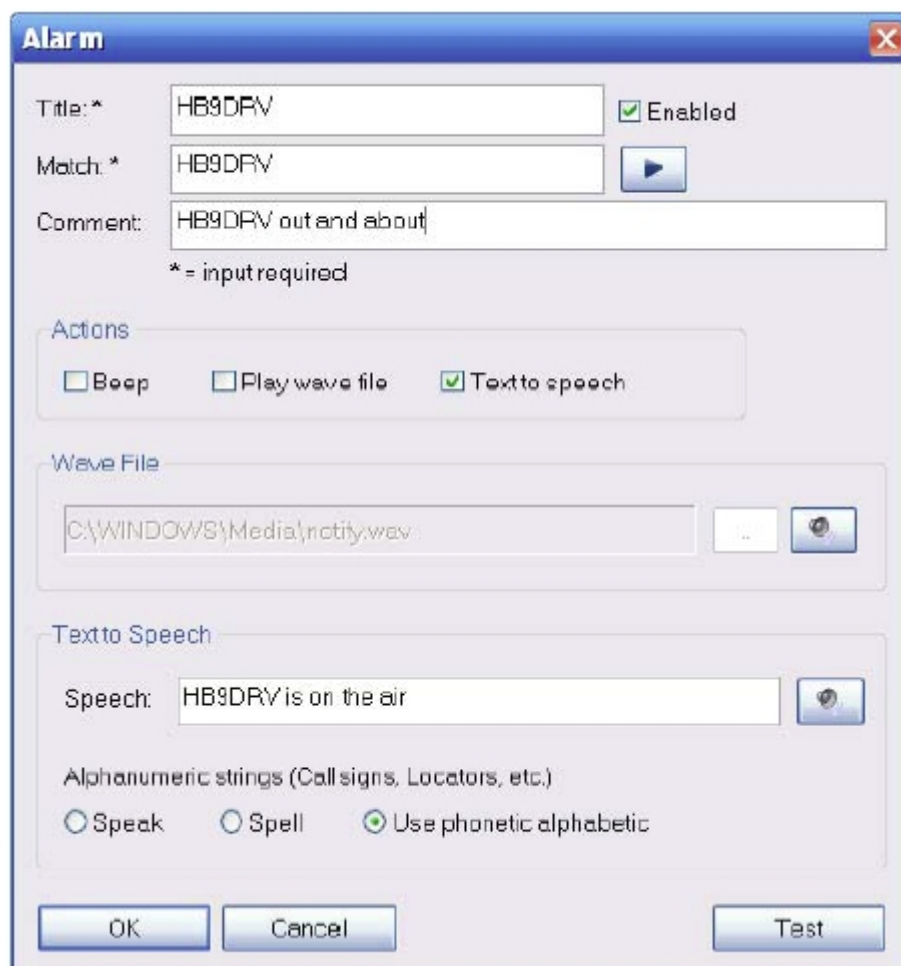 Alarm
Title: * HB9DRV Enabled
Match: * HB9DRV
Comment: HB9DRV out and about
* = input required
Actions
Beep Play wave file Text to speech
Wave File
C:\WINDOWS\Media\notify.wav ...
Text to Speech
Speech: HB9DRV is on the air
Alphanumeric strings (Call signs, Locators, etc.)
Speak Spell Use phonetic alphabetic
OK Cancel Test